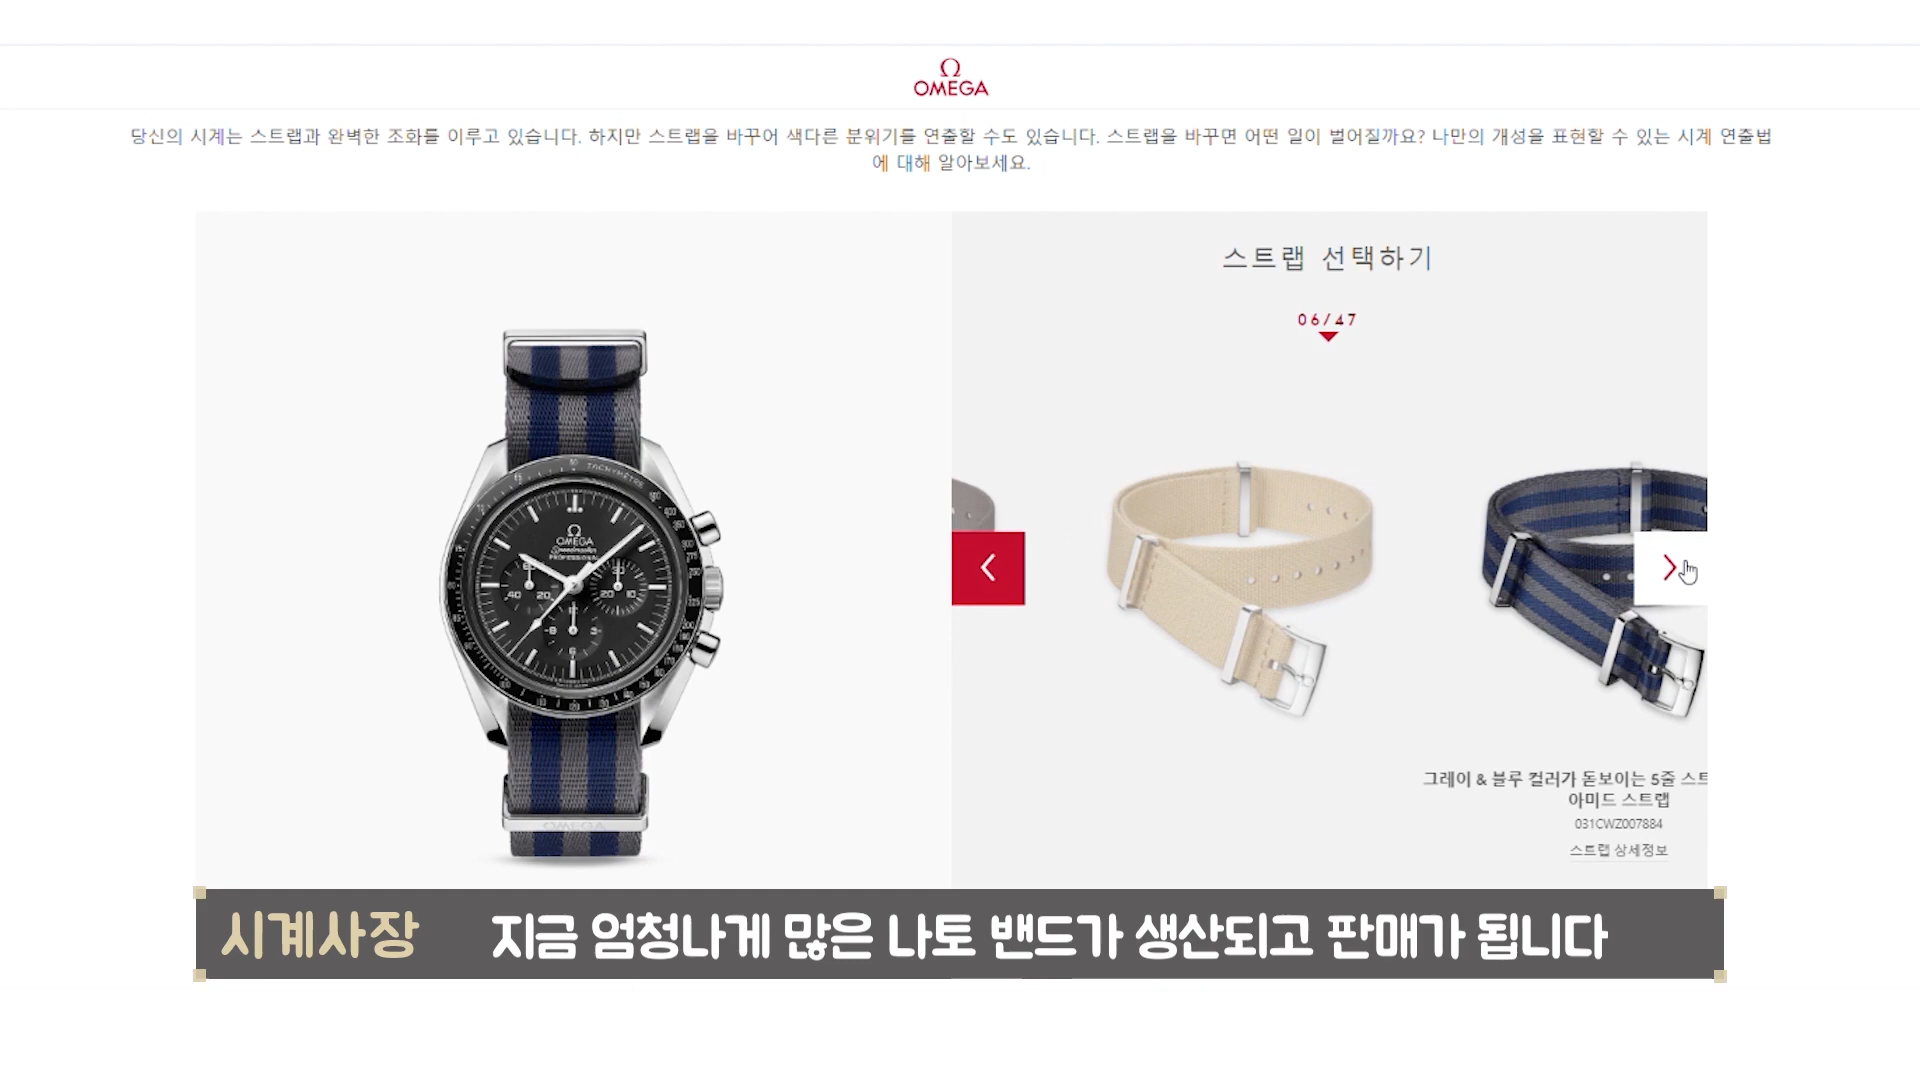 Ω
OMEGA
당신의 시계는 스트랩과 완벽한 조화를 이루고 있습니다. 하지만 스트랩을 바꾸어 색다른 분위기를 연출할 수도 있습니다. 스트랩을 바꾸면 어떤 일이 벌어질까요? 나만의 개성을 표현할 수 있는 시계 연출법
에 대해 알아보세요.
스트랩 선택하기
06/47
TACHYMÈTRE
Ω
OMEGA
Speedmaster
PROFESSIONAL
OMEGA
그레이 & 블루 컬러가 돋보이는 5줄 스트
아미드 스트랩
031CWZ007884
스트랩 상세정보
시계사장 지금 엄청나게 많은 나토 밴드가 생산되고 판매가 됩니다